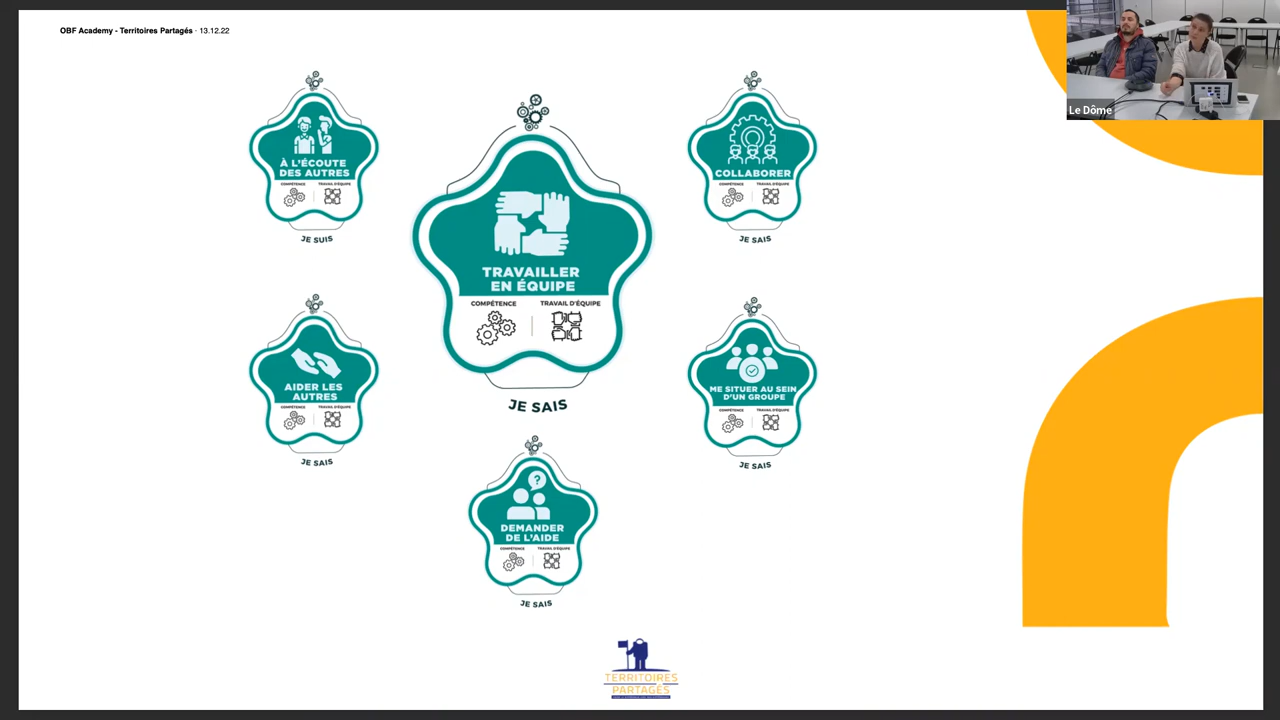 OBF Academy - Territoires Partagés · 13.12.22
Le Dôme
À L'ÉCOUTE
DES AUTRES
COMPÉTENCE TRAVAIL D'ÉQUIPE
JE SUIS
TRAVAILLER
EN ÉQUIPE
COMPÉTENCE TRAVAIL D'ÉQUIPE
JE SAIS
COLLABORER
COMPÉTENCE TRAVAIL D'ÉQUIPE
JE SAIS
AIDER LES
AUTRES
COMPÉTENCE TRAVAIL D'ÉQUIPE
JE SAIS
ME SITUER AU SEIN
D'UN GROUPE
COMPÉTENCE TRAVAIL D'ÉQUIPE
JE SAIS
?
DEMANDER
DE L'AIDE
COMPÉTENCE TRAVAIL D'ÉQUIPE
JE SAIS
TERRITOIRES
PARTAGÉS